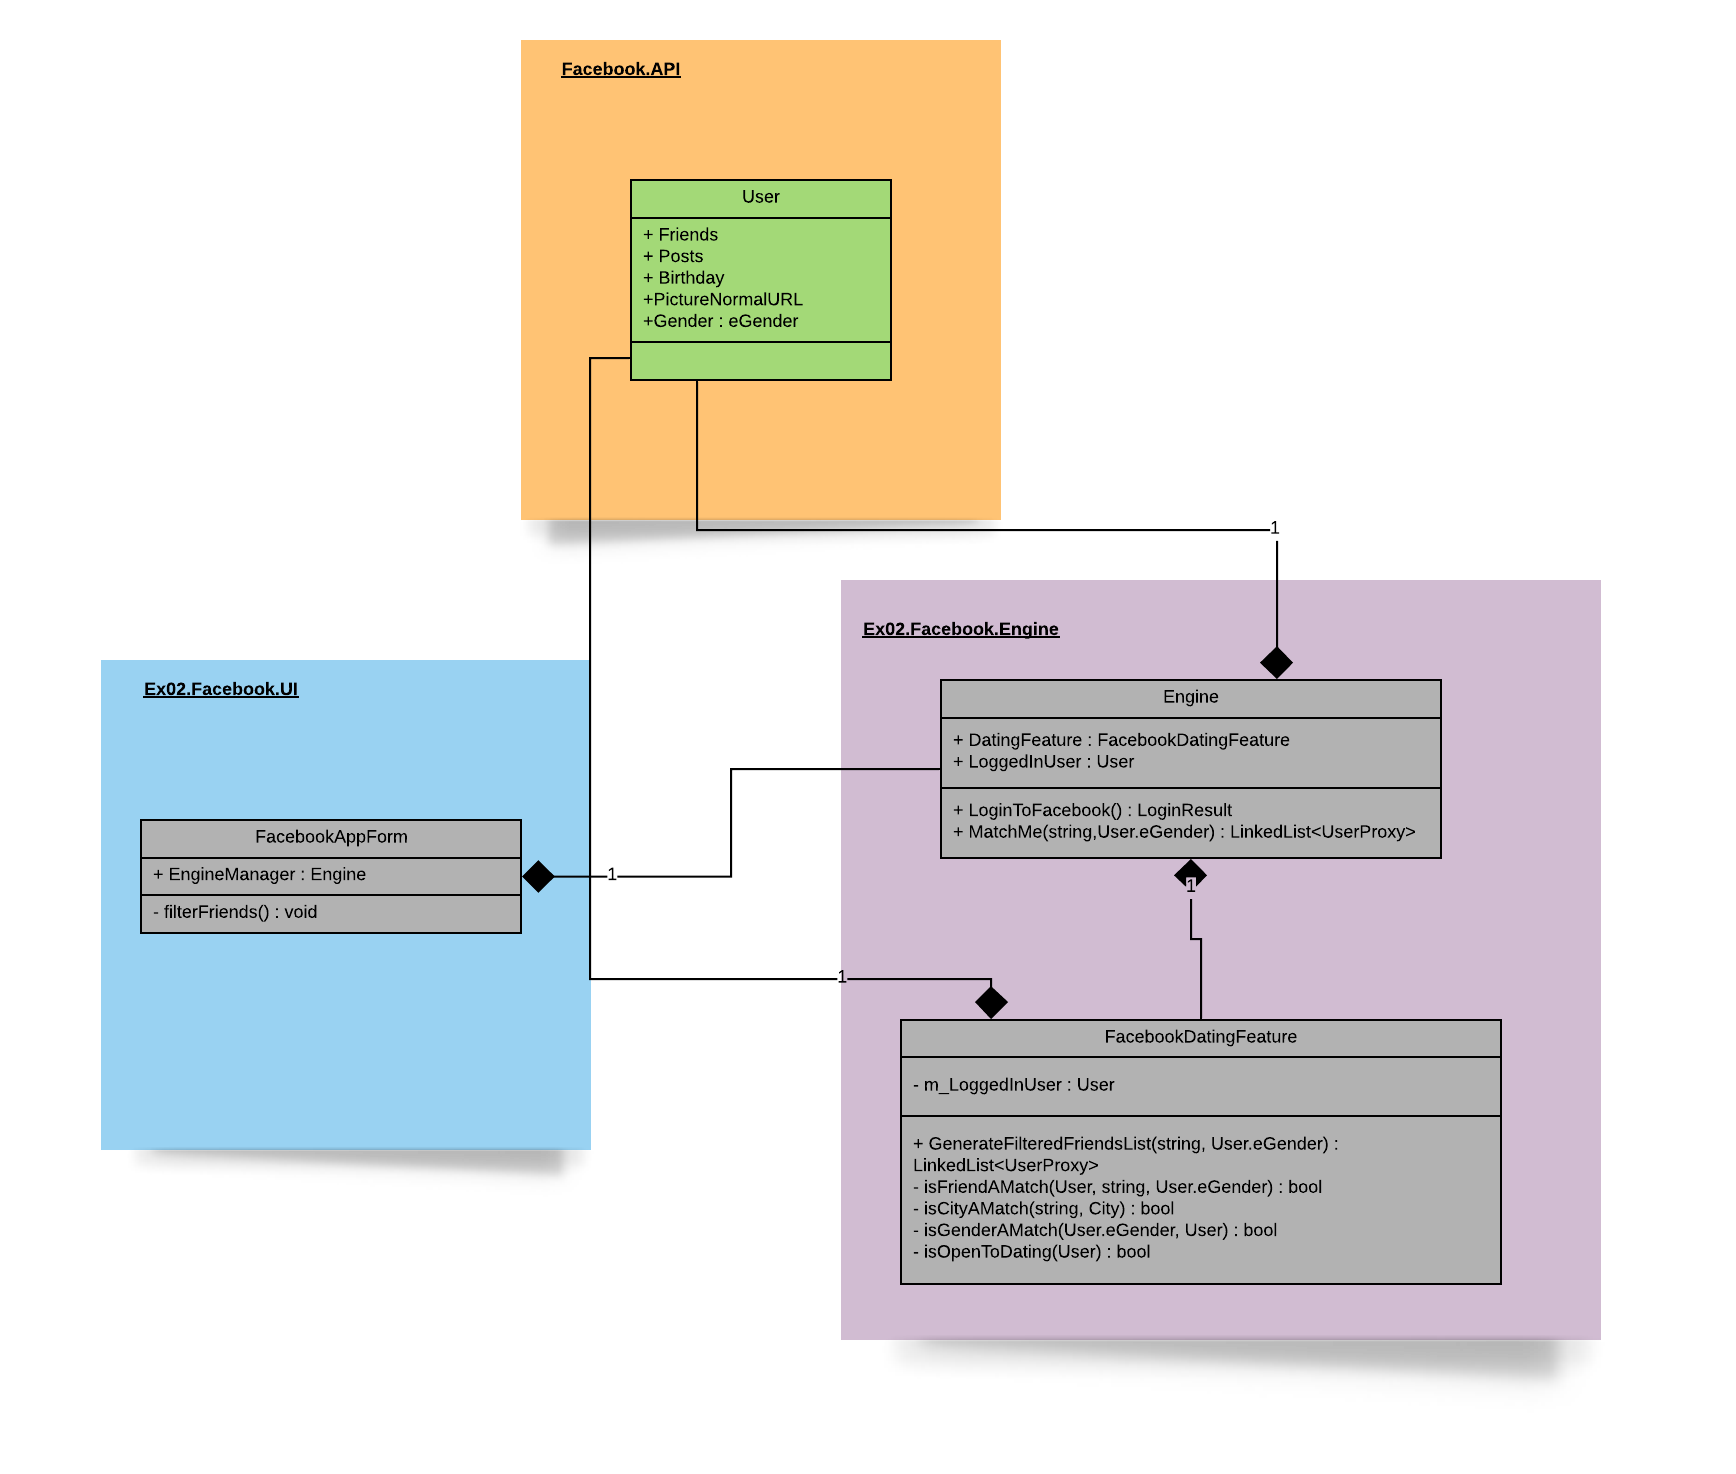 Facebook.API
User
+ Friends
+ Posts
+ Birthday
+PictureNormalURL
+Gender : eGender
1
Ex02.Facebook.Engine
Engine
+ DatingFeature : FacebookDatingFeature
+ LoggedInUser : User
+ LoginToFacebook() : LoginResult
+ MatchMe(string,User.eGender) : LinkedList<UserProxy>
Ex02.Facebook.UI
FacebookAppForm
+ EngineManager : Engine
- filterFriends() : void
1
1
1
FacebookDatingFeature
- m_LoggedInUser : User
+ GenerateFilteredFriendsList(string, User.eGender) :
LinkedList<UserProxy>
- isFriendAMatch(User, string, User.eGender) : bool
- isCityAMatch(string, City) : bool
- isGenderAMatch(User.eGender, User) : bool
- isOpenToDating(User) : bool